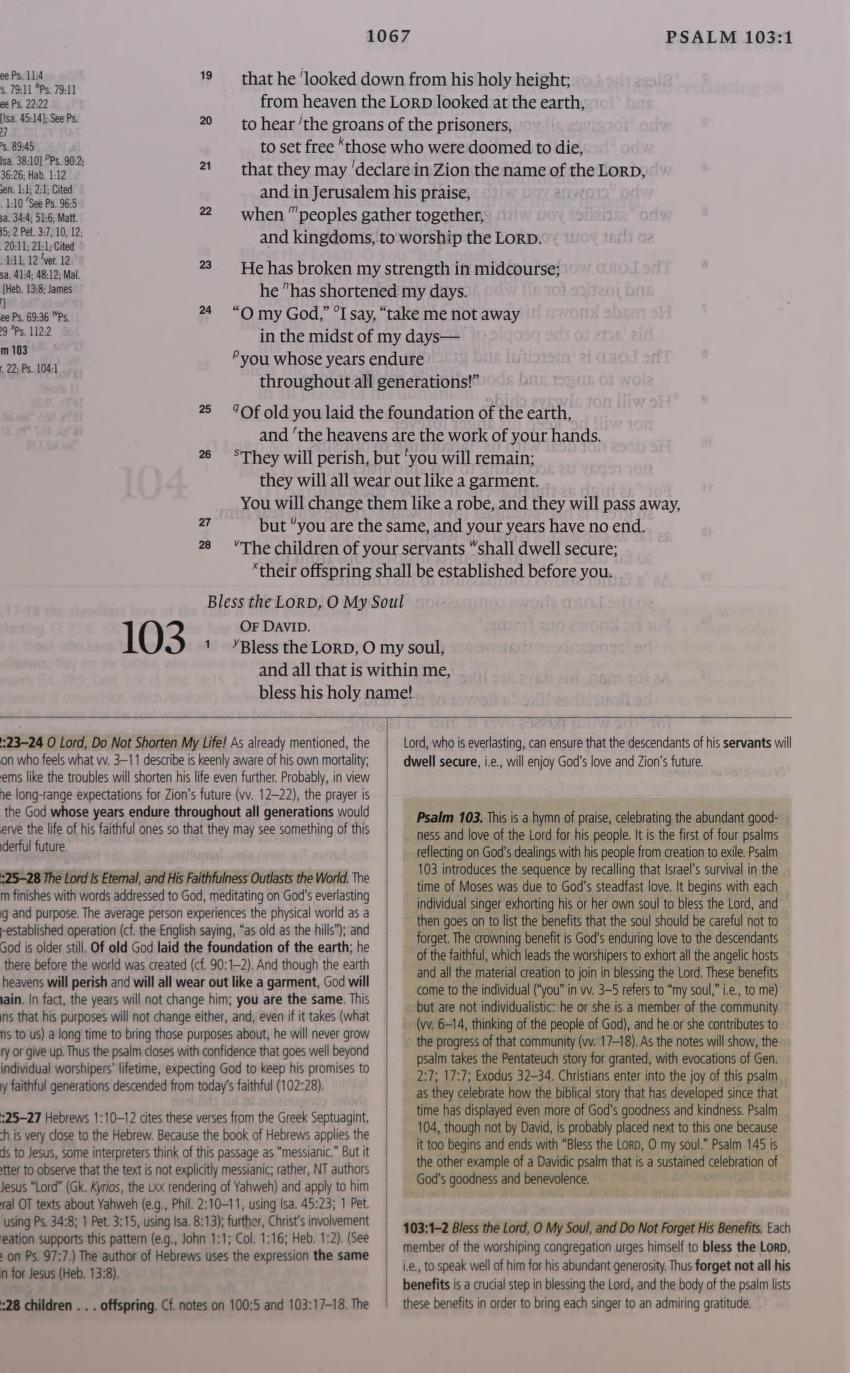 1067 PSALM 103:1
ee Ps. 11:4
s. 79:11 kPs. 79:11
ee Ps. 22:22
[Isa. 45:14]; See Ps.
27
Ps. 89:45
Isa. 38:10] pPs. 90:2;
36:26; Hab. 1:12
Gen. 1:1; 2:1; Cited
. 1:10 rSee Ps. 96:5
sa. 34:4; 51:6; Matt.
35; 2 Pet. 3:7, 10, 12;
20:11; 21:1; Cited
. 1:11, 12 tver. 12
sa. 41:4; 48:12; Mal.
[Heb. 13:8; James
7]
ee Ps. 69:36 wPs.
29 xPs. 112:2
m 103
r. 22; Ps. 104:1
19 that he ilooked down from his holy height;
from heaven the LORD looked at the earth,
20 to hear jthe groans of the prisoners,
to set free kthose who were doomed to die,
21 that they may ldeclare in Zion the name of the LORD,
and in Jerusalem his praise,
22 when mpeoples gather together,
and kingdoms, to worship the LORD.
23 He has broken my strength in midcourse;
he nhas shortened my days.
24 “O my God,” oI say, “take me not away
in the midst of my days—
pyou whose years endure
throughout all generations!”
25 qOf old you laid the foundation of the earth,
and rthe heavens are the work of your hands.
26 sThey will perish, but tyou will remain;
they will all wear out like a garment.
You will change them like a robe, and they will pass away,
27 but uyou are the same, and your years have no end.
28 vThe children of your servants wshall dwell secure;
xtheir offspring shall be established before you.
Bless the LORD, O My Soul
103 OF DAVID.
1 yBless the LORD, O my soul,
and all that is within me,
bless his holy name!
:23–24 O Lord, Do Not Shorten My Life! As already mentioned, the
on who feels what vv. 3–11 describe is keenly aware of his own mortality;
ems like the troubles will shorten his life even further. Probably, in view
he long-range expectations for Zion's future (vv. 12–22), the prayer is
the God whose years endure throughout all generations would
erve the life of his faithful ones so that they may see something of this
derful future.
:25–28 The Lord Is Eternal, and His Faithfulness Outlasts the World. The
m finishes with words addressed to God, meditating on God's everlasting
g and purpose. The average person experiences the physical world as a
-established operation (cf. the English saying, “as old as the hills”); and
God is older still. Of old God laid the foundation of the earth; he
there before the world was created (cf. 90:1–2). And though the earth
heavens will perish and will all wear out like a garment, God will
ain. In fact, the years will not change him; you are the same. This
ns that his purposes will not change either, and, even if it takes (what
ns to us) a long time to bring those purposes about, he will never grow
ry or give up. Thus the psalm closes with confidence that goes well beyond
individual worshipers' lifetime, expecting God to keep his promises to
y faithful generations descended from today's faithful (102:28).
:25–27 Hebrews 1:10–12 cites these verses from the Greek Septuagint,
h is very close to the Hebrew. Because the book of Hebrews applies the
ds to Jesus, some interpreters think of this passage as “messianic.” But it
etter to observe that the text is not explicitly messianic; rather, NT authors
Jesus “Lord” (Gk. Kyrios, the LXX rendering of Yahweh) and apply to him
ral OT texts about Yahweh (e.g., Phil. 2:10–11, using Isa. 45:23; 1 Pet.
using Ps. 34:8; 1 Pet. 3:15, using Isa. 8:13); further, Christ's involvement
reation supports this pattern (e.g., John 1:1; Col. 1:16; Heb. 1:2). (See
on Ps. 97:7.) The author of Hebrews uses the expression the same
n for Jesus (Heb. 13:8).
:28 children . . . offspring. Cf. notes on 100:5 and 103:17–18. The
Lord, who is everlasting, can ensure that the descendants of his servants will
dwell secure, i.e., will enjoy God's love and Zion's future.
Psalm 103. This is a hymn of praise, celebrating the abundant good-
ness and love of the Lord for his people. It is the first of four psalms
reflecting on God's dealings with his people from creation to exile. Psalm
103 introduces the sequence by recalling that Israel's survival in the
time of Moses was due to God's steadfast love. It begins with each
individual singer exhorting his or her own soul to bless the Lord, and
then goes on to list the benefits that the soul should be careful not to
forget. The crowning benefit is God's enduring love to the descendants
of the faithful, which leads the worshipers to exhort all the angelic hosts
and all the material creation to join in blessing the Lord. These benefits
come to the individual (“you” in vv. 3–5 refers to “my soul,” i.e., to me)
but are not individualistic: he or she is a member of the community
(vv. 6–14, thinking of the people of God), and he or she contributes to
the progress of that community (vv. 17–18). As the notes will show, the
psalm takes the Pentateuch story for granted, with evocations of Gen.
2:7; 17:7; Exodus 32–34. Christians enter into the joy of this psalm
as they celebrate how the biblical story that has developed since that
time has displayed even more of God's goodness and kindness. Psalm
104, though not by David, is probably placed next to this one because
it too begins and ends with “Bless the LORD, O my soul.” Psalm 145 is
the other example of a Davidic psalm that is a sustained celebration of
God's goodness and benevolence.
103:1–2 Bless the Lord, O My Soul, and Do Not Forget His Benefits. Each
member of the worshiping congregation urges himself to bless the LORD,
i.e., to speak well of him for his abundant generosity. Thus forget not all his
benefits is a crucial step in blessing the Lord, and the body of the psalm lists
these benefits in order to bring each singer to an admiring gratitude.